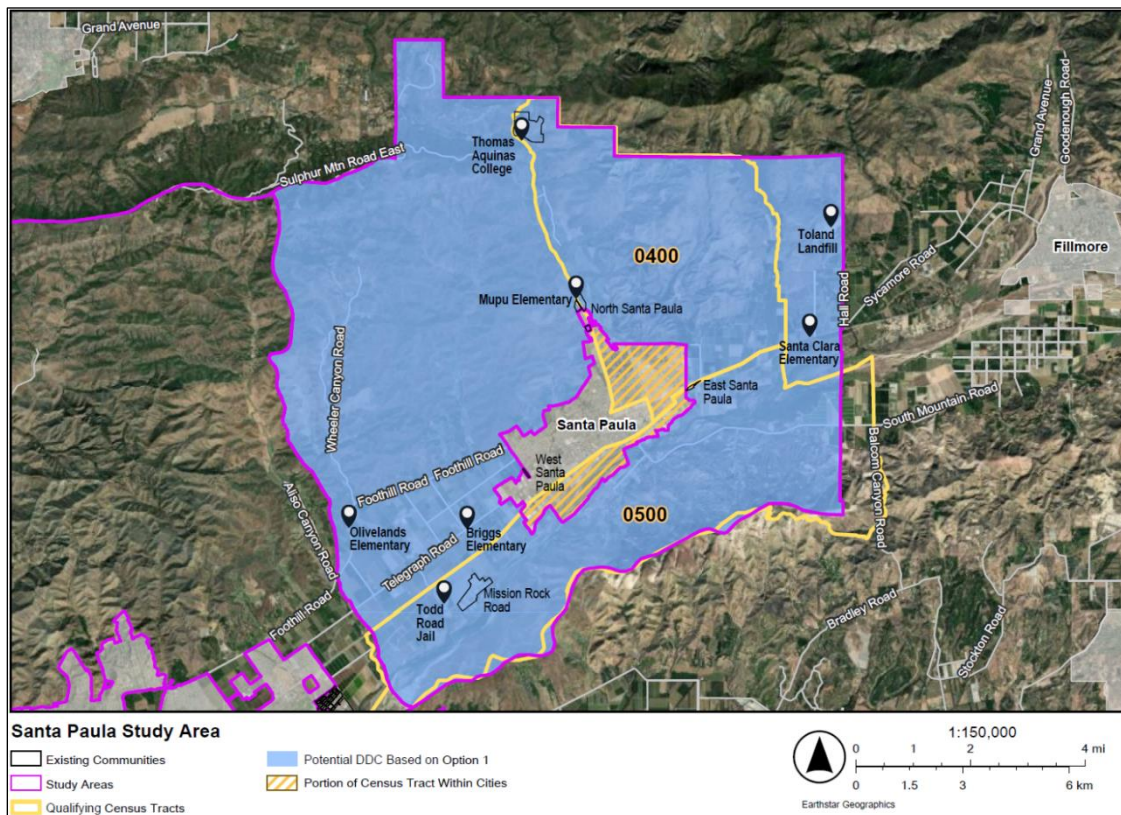 Grand Avenue
Sulphur Mtn Road East
Thomas
Aquinas
College
Grand Avenue
Goodenough Road
Toland
Landfill
Fillmore
0400
Sycamore Road
Hall Road
Mupu Elementary
North Santa Paula
Santa Clara
Elementary
Wheeler Canyon Road
East Santa
Paula
South Mountain Road
Santa Paula
Balcom Canyon Road
Foothill Road
Foothill Road
West
Santa
Paula
0500
Aliso Canyon Road
Olivelands
Elementary
Briggs
Elementary
Telegraph Road
Foothill Road
Todd
Road
Jail
Mission Rock
Road
Bradley Road
Stockton Road
Santa Paula Study Area
Existing Communities
Study Areas
Qualifying Census Tracts
Potential DDC Based on Option 1
Portion of Census Tract Within Cities
1:150,000
0 1 2 4 mi
0 1.5 3 6 km
Earthstar Geographics